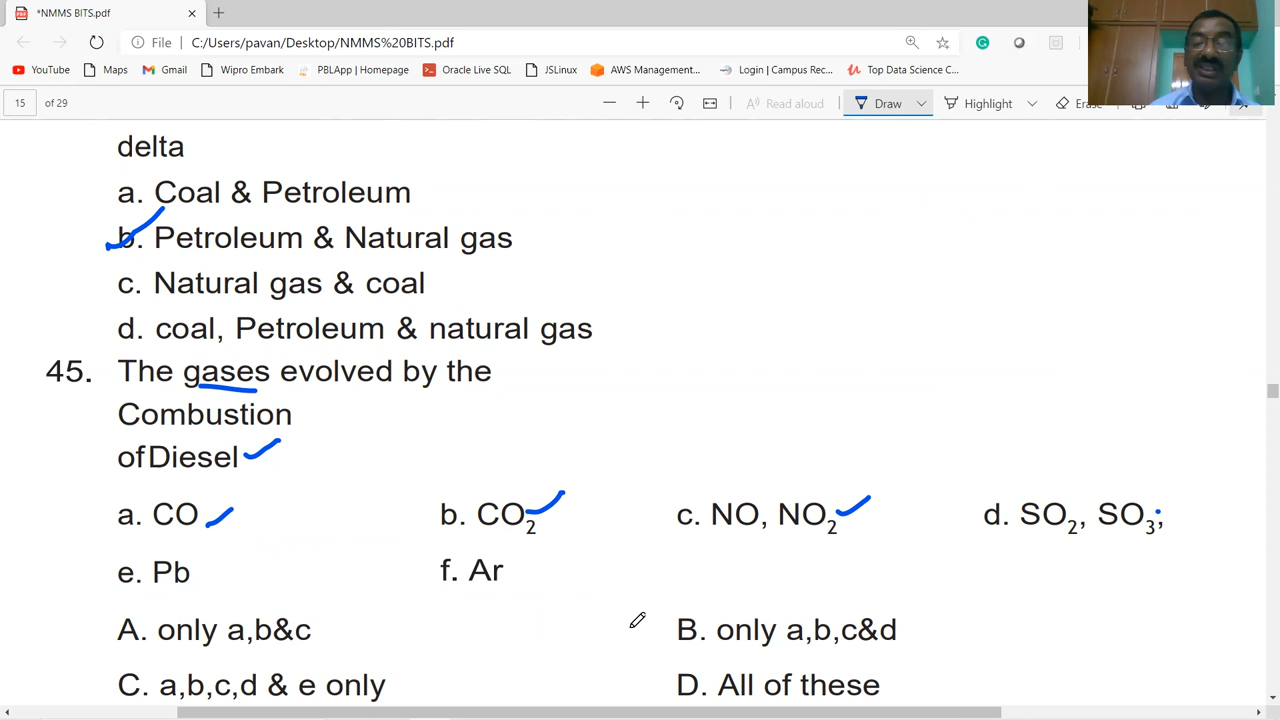 *NMMS BITS.pdf
File C:/Users/pavan/Desktop/NMMS%20BITS.pdf
YouTube Maps Gmail Wipro Embark PBLApp | Homepage Oracle Live SQL JSLinux AWS Management... Login | Campus Rec... Top Data Science C...
15 of 29 Read aloud Draw Highlight Erase
delta
a. Coal & Petroleum
b. Petroleum & Natural gas
c. Natural gas & coal
d. coal, Petroleum & natural gas
45. The gases evolved by the
Combustion
of Diesel
a. CO b. CO₂ c. NO, NO₂ d. SO₂, SO₃;
e. Pb f. Ar
A. only a,b&c B. only a,b,c&d
C. a,b,c,d & e only D. All of these